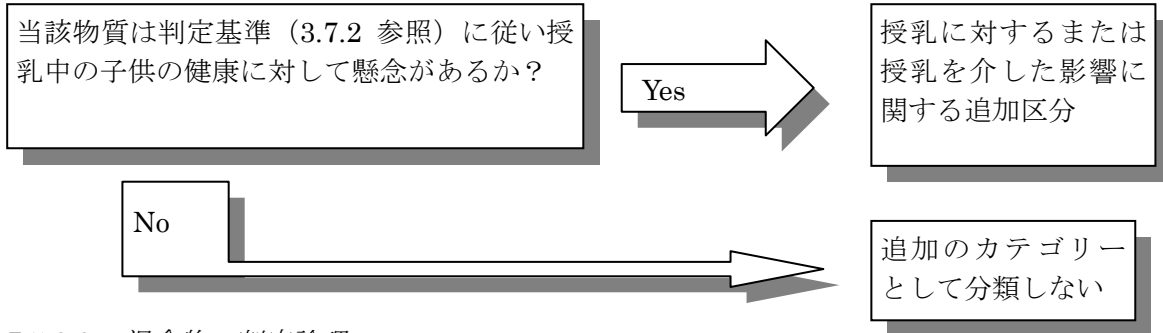 当該物質は判定基準（3.7.2 参照）に従い授
乳中の子供の健康に対して懸念があるか？
Yes
授乳に対するまたは
授乳を介した影響に
関する追加区分
No
追加のカテゴリー
として分類しない